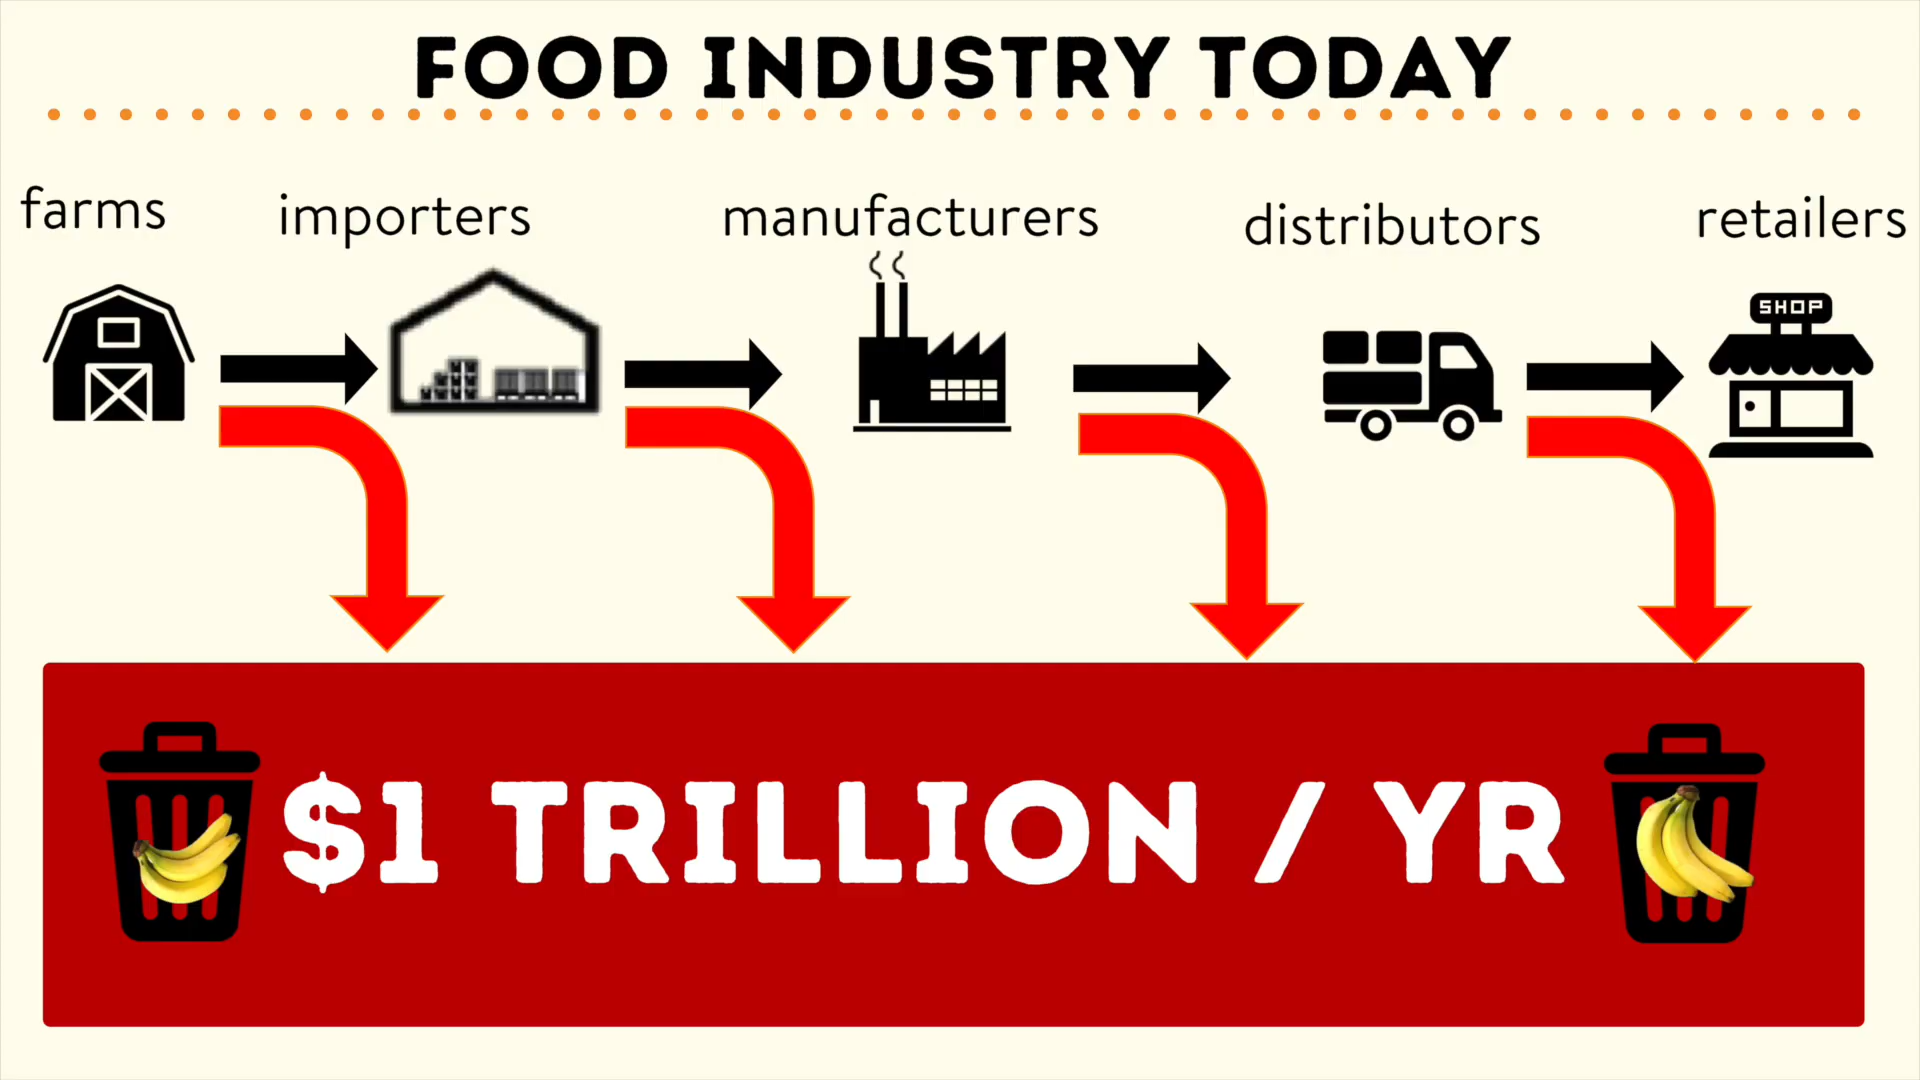 FOOD INDUSTRY TODAY
farms
importers
manufacturers
distributors
retailers
SHOP
$1 TRILLION / YR